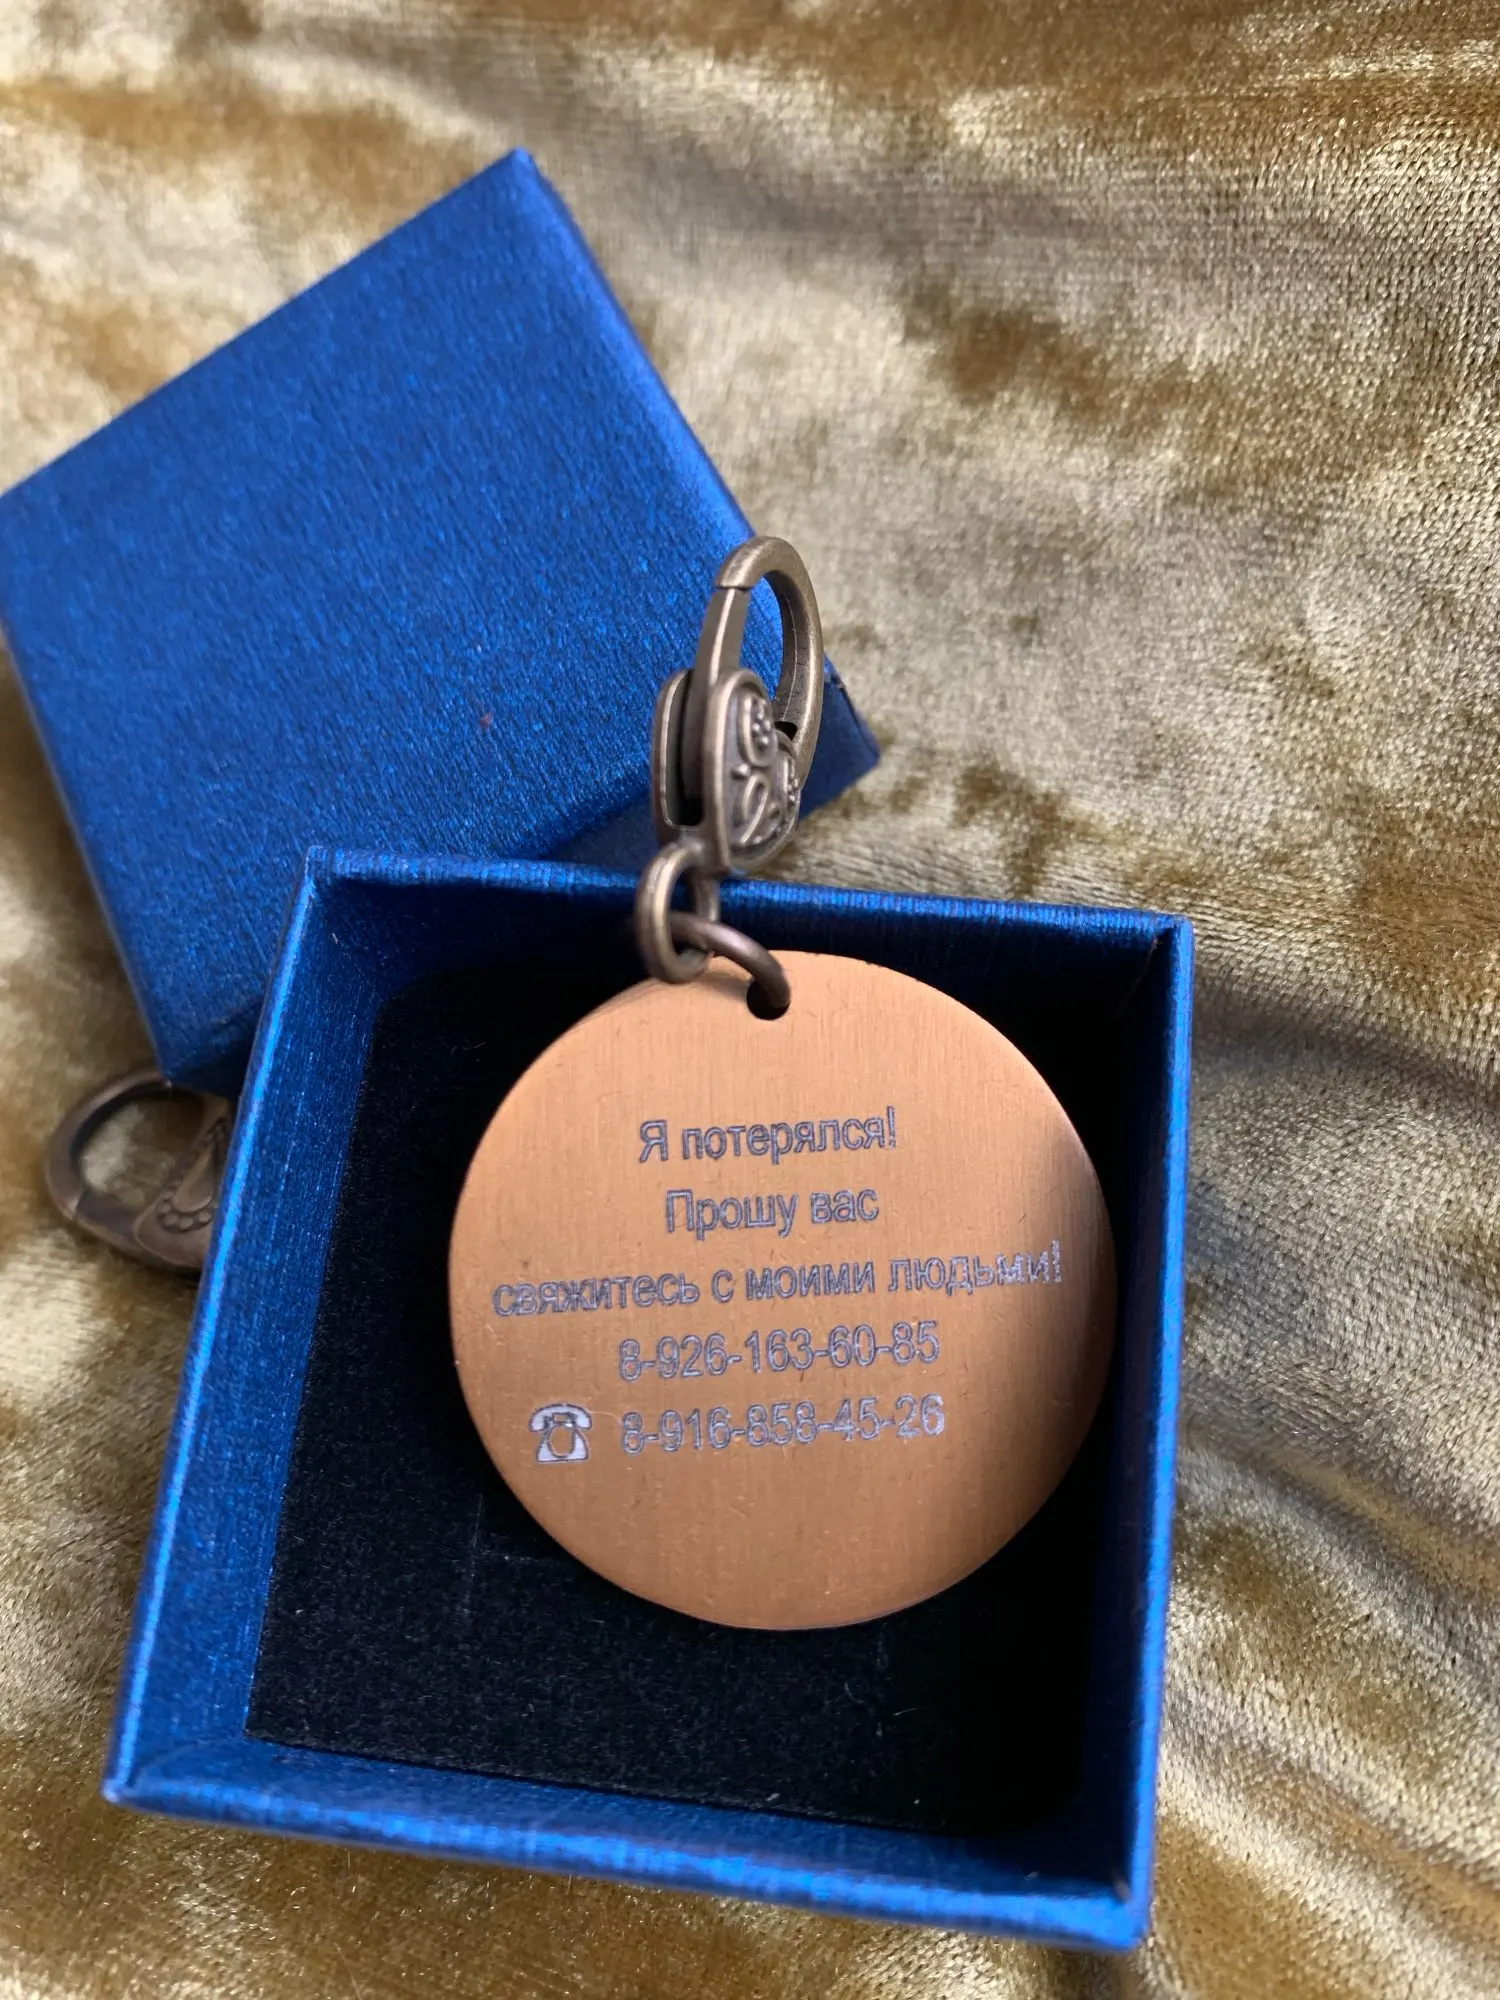 Я потерялся!
Прошу вас
свяжитесь с моими людьми!
8-926-163-60-85
☎ 8-916-858-45-26